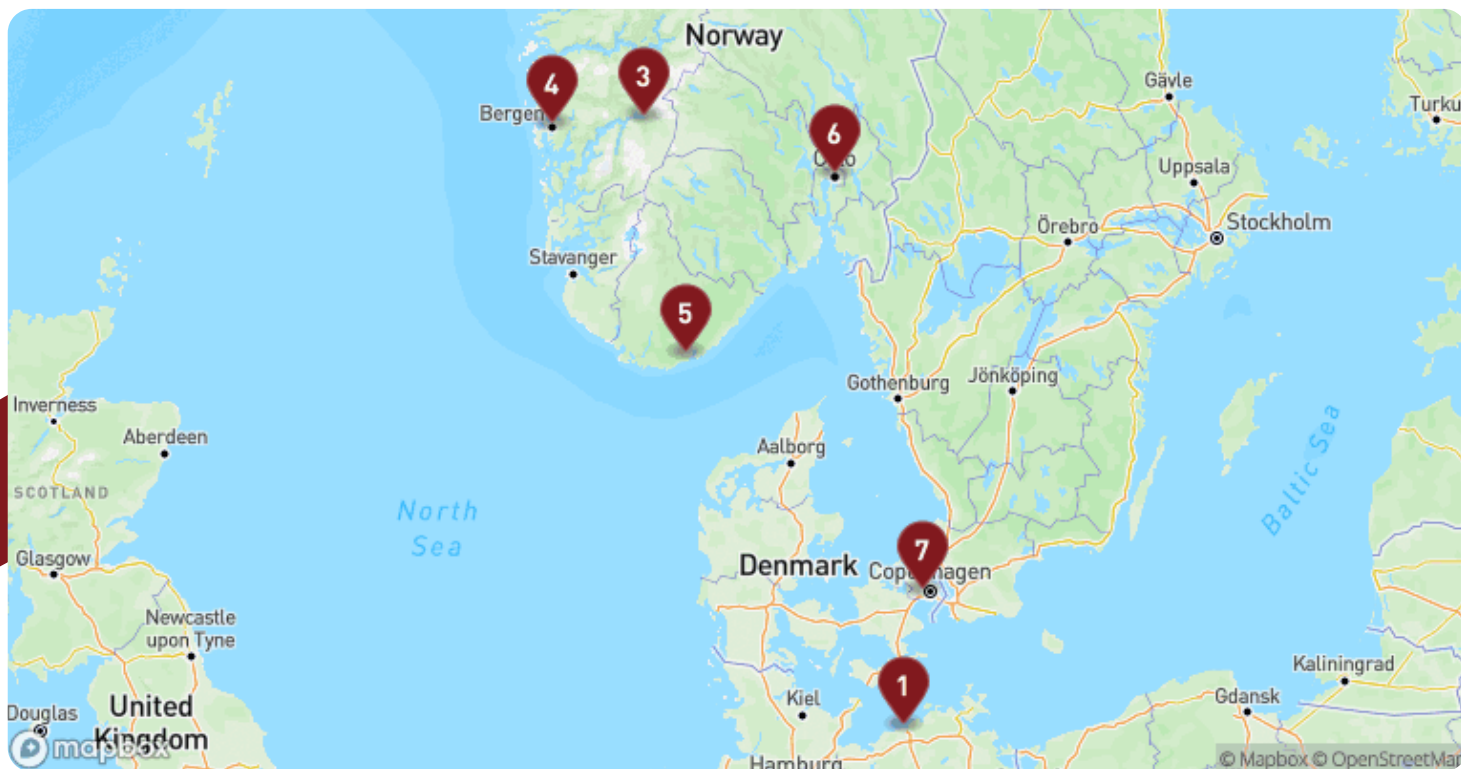 Norway
4
3
Bergen
6
Gävle
Turku
Uppsala
Stockholm
Örebro
Stavanger
5
Inverness
Aberdeen
SCOTLAND
Gothenburg
Jönköping
Aalborg
North
Sea
Baltic Sea
Glasgow
Denmark
7
Newcastle
upon Tyne
1
Kiel
Kaliningrad
Gdansk
Douglas
United
Kingdom
mapbox
Hamburg
© Mapbox © OpenStreetMap